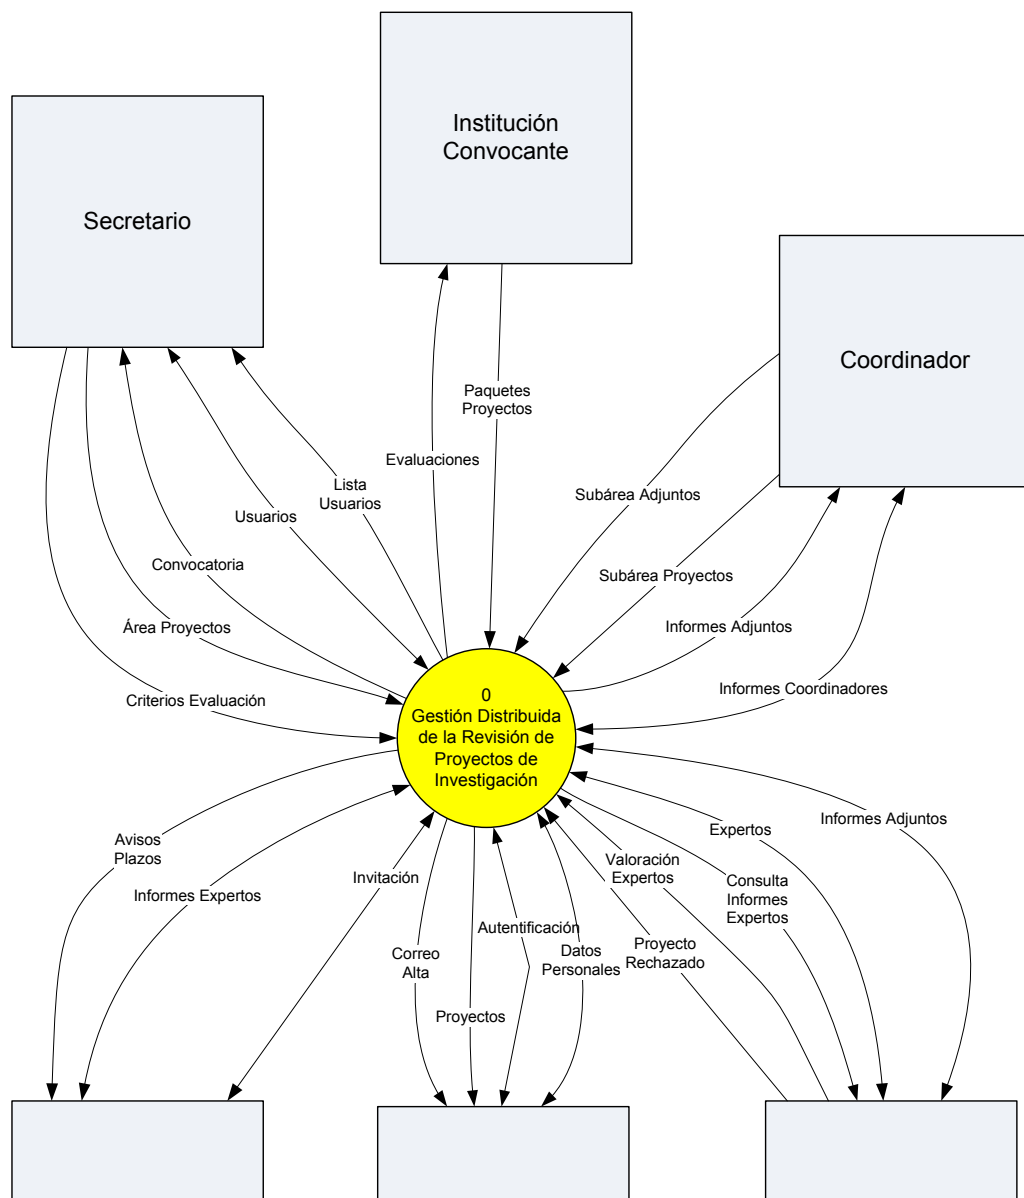 Institución
Convocante
Secretario
Coordinador
Paquetes
Proyectos
Evaluaciones
Lista
Usuarios
Subárea Adjuntos
Usuarios
Convocatoria
Subárea Proyectos
Área Proyectos
Informes Adjuntos
Criterios Evaluación
Informes Coordinadores
0
Gestión Distribuida
de la Revisión de
Proyectos de
Investigación
Avisos
Plazos
Informes Expertos
Invitación
Correo
Alta
Proyectos
Autentificación
Datos
Personales
Proyecto
Rechazado
Valoración
Expertos
Consulta
Informes
Expertos
Expertos
Informes Adjuntos